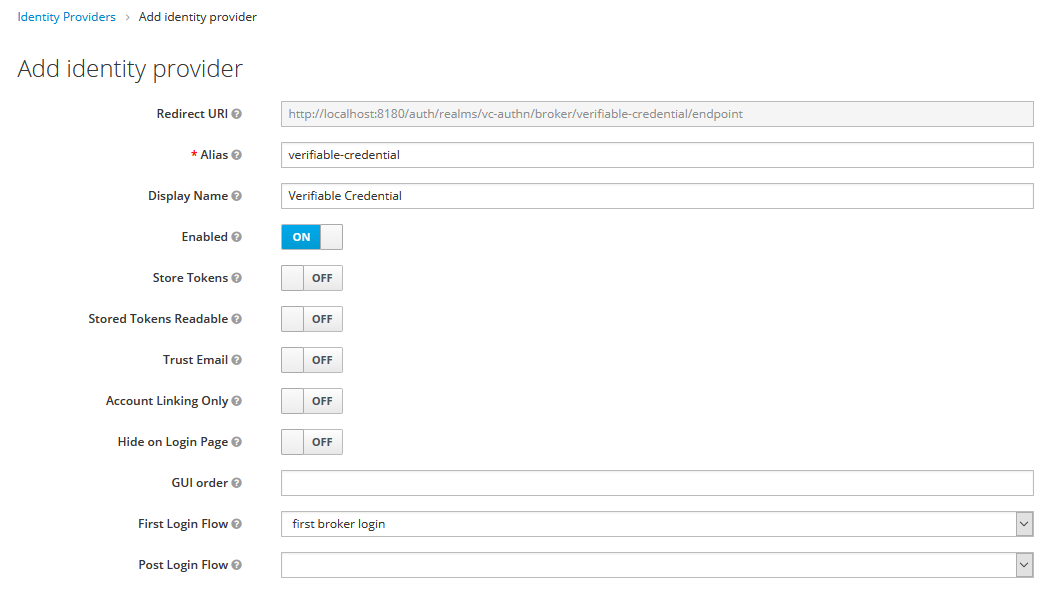 Identity Providers > Add identity provider
Add identity provider
Redirect URI http://localhost:8180/auth/realms/vc-authn/broker/verifiable-credential/endpoint
* Alias verifiable-credential
Display Name Verifiable Credential
Enabled ON
Store Tokens OFF
Stored Tokens Readable OFF
Trust Email OFF
Account Linking Only OFF
Hide on Login Page OFF
GUI order
First Login Flow first broker login
Post Login Flow